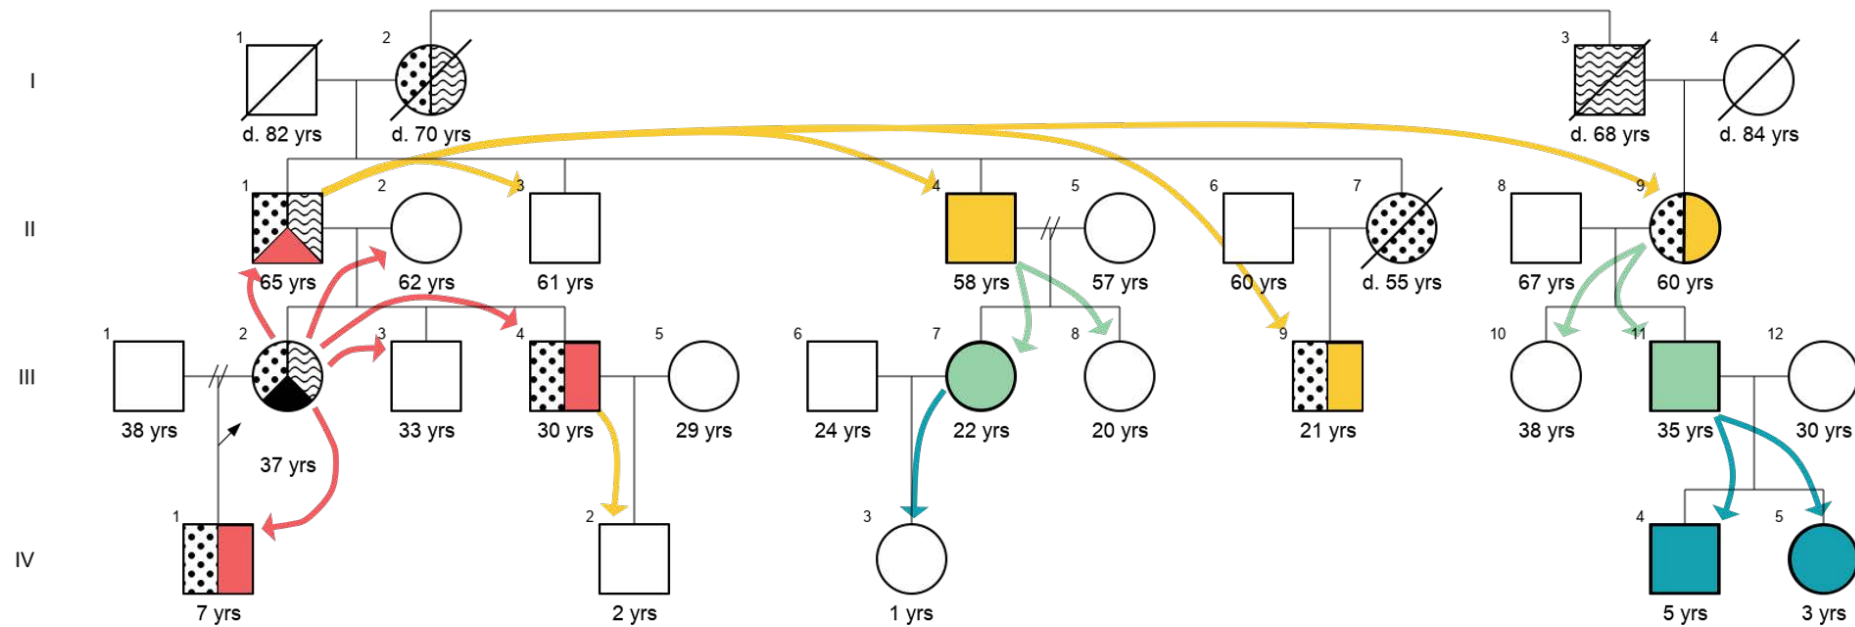 1 2 3 4
I
d. 82 yrs d. 70 yrs d. 68 yrs d. 84 yrs
1 2 3 4 5 6 7 8 9
II
65 yrs 62 yrs 61 yrs 58 yrs 57 yrs 60 yrs d. 55 yrs 67 yrs 60 yrs
1 2 3 4 5 6 7 8 9 10 11 12
III
38 yrs 33 yrs 30 yrs 29 yrs 24 yrs 22 yrs 20 yrs 21 yrs 38 yrs 35 yrs 30 yrs
37 yrs
1 2 3 4 5
IV
7 yrs 2 yrs 1 yrs 5 yrs 3 yrs